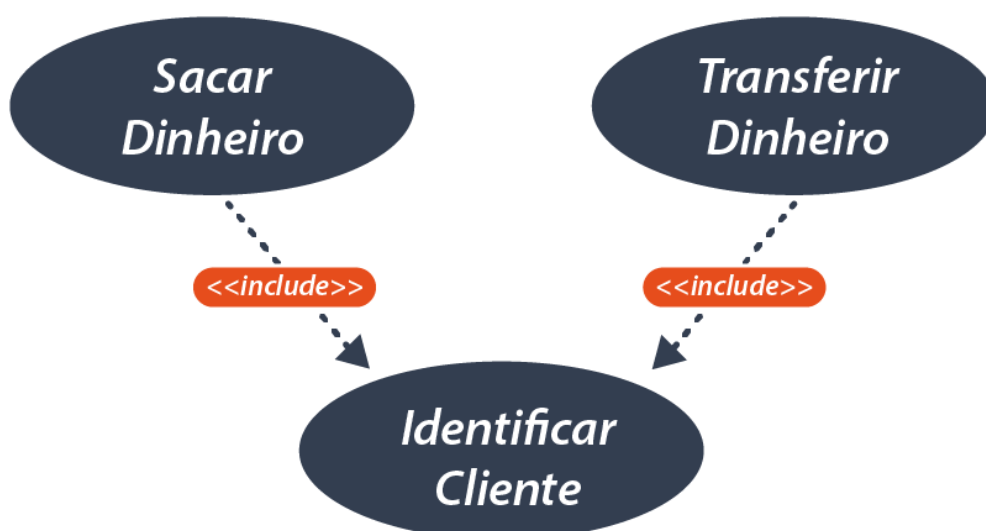 Sacar
Dinheiro
Transferir
Dinheiro
<<include>>
<<include>>
Identificar
Cliente